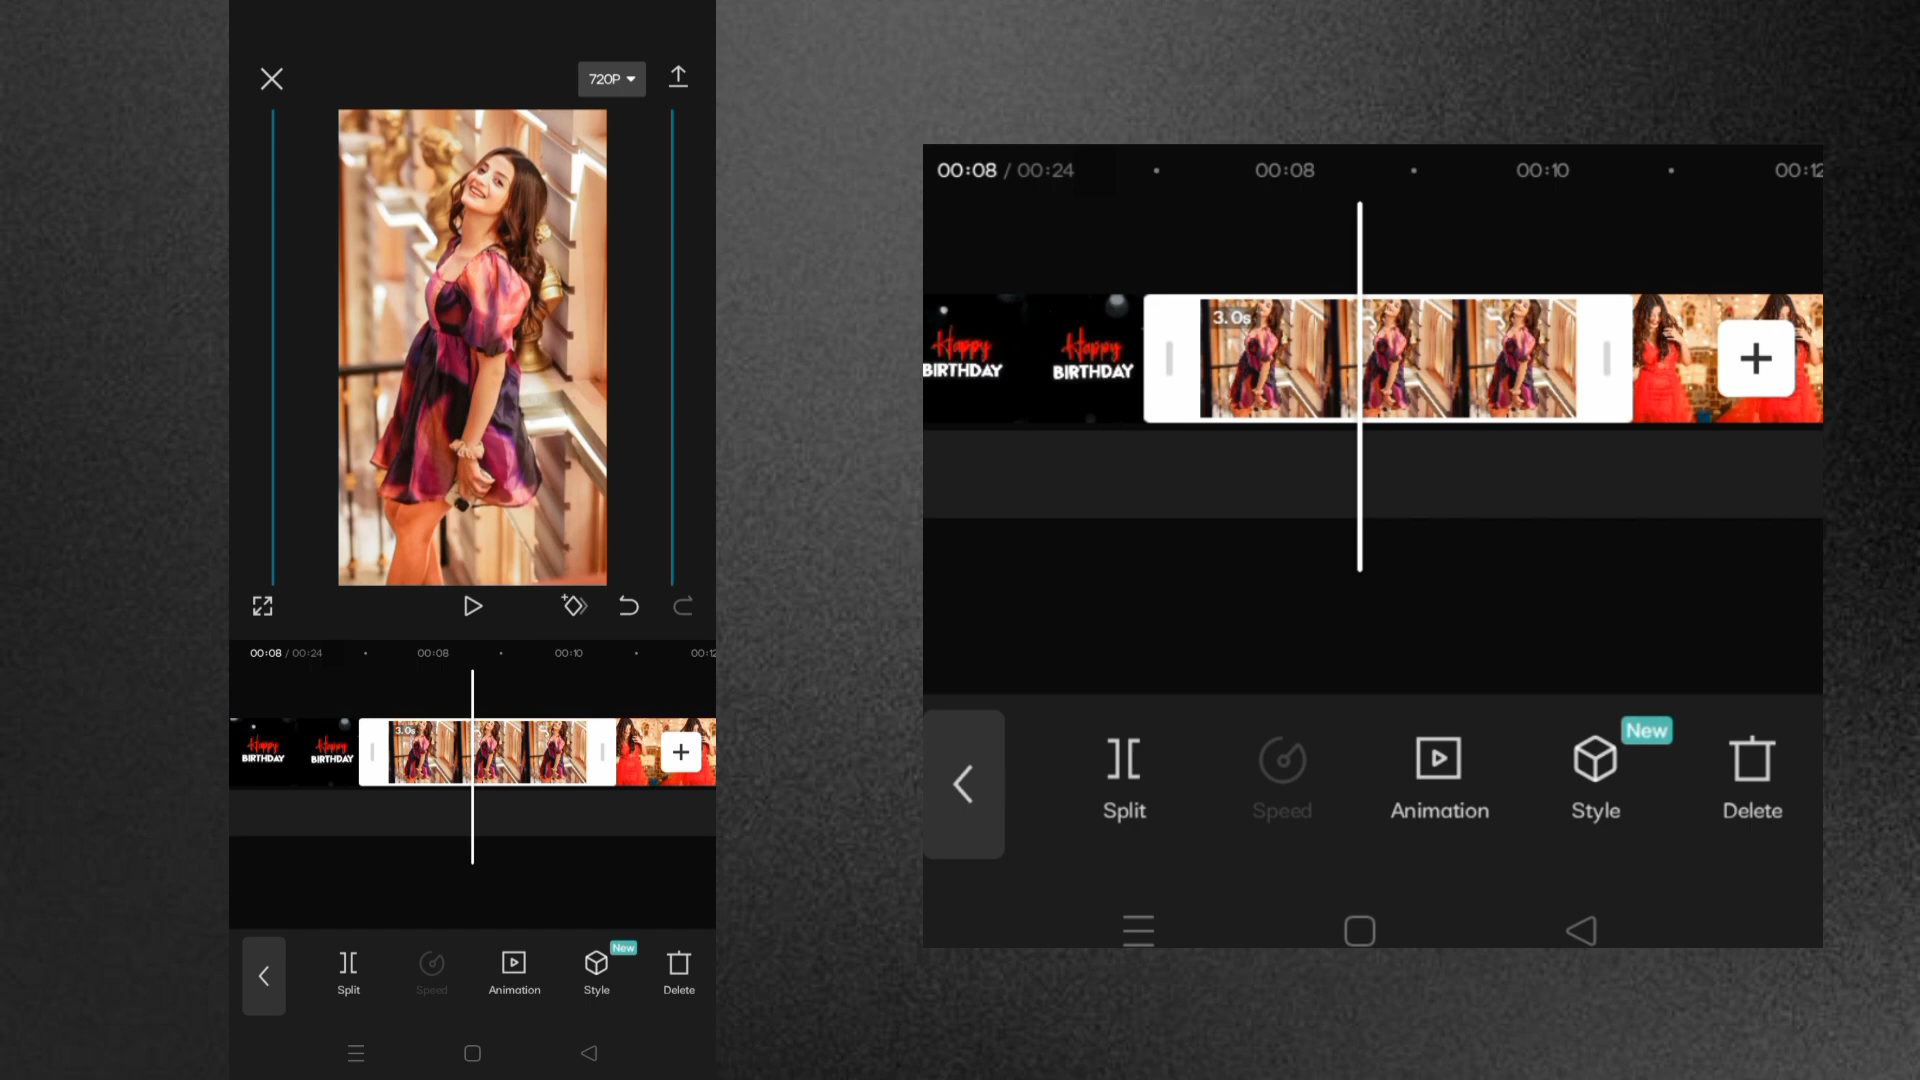 720P
00:08 / 00:24 00:08 00:10 00:12
Happy Happy
BIRTHDAY BIRTHDAY
3.0s
New
Split Speed Animation Style Delete
00:08 / 00:24 00:08 00:10 00:12
Happy Happy
BIRTHDAY BIRTHDAY
3.0s
New
Split Speed Animation Style Delete